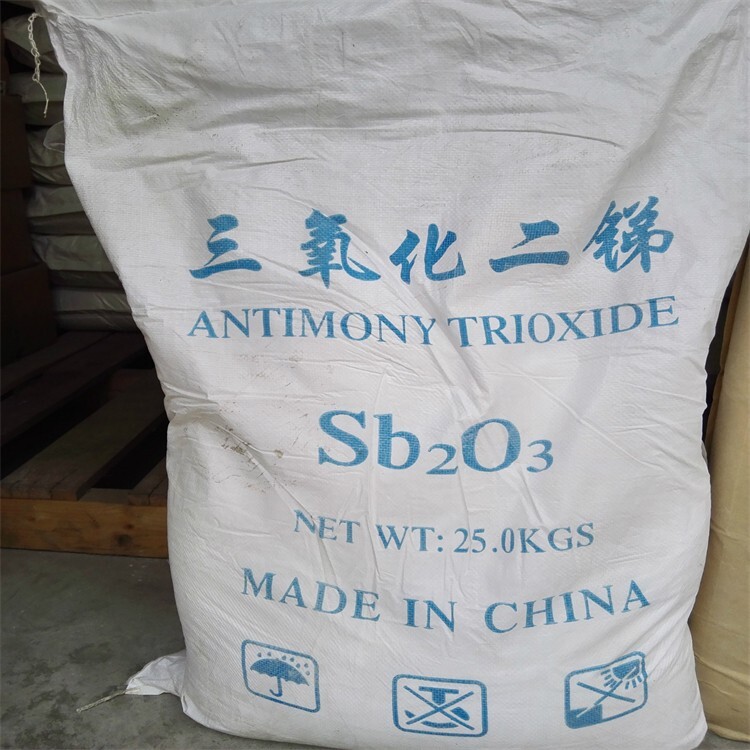 三氧化二锑
ANTIMONY TRIOXIDE
Sb₂O₃
NET WT: 25.0KGS
MADE IN CHINA